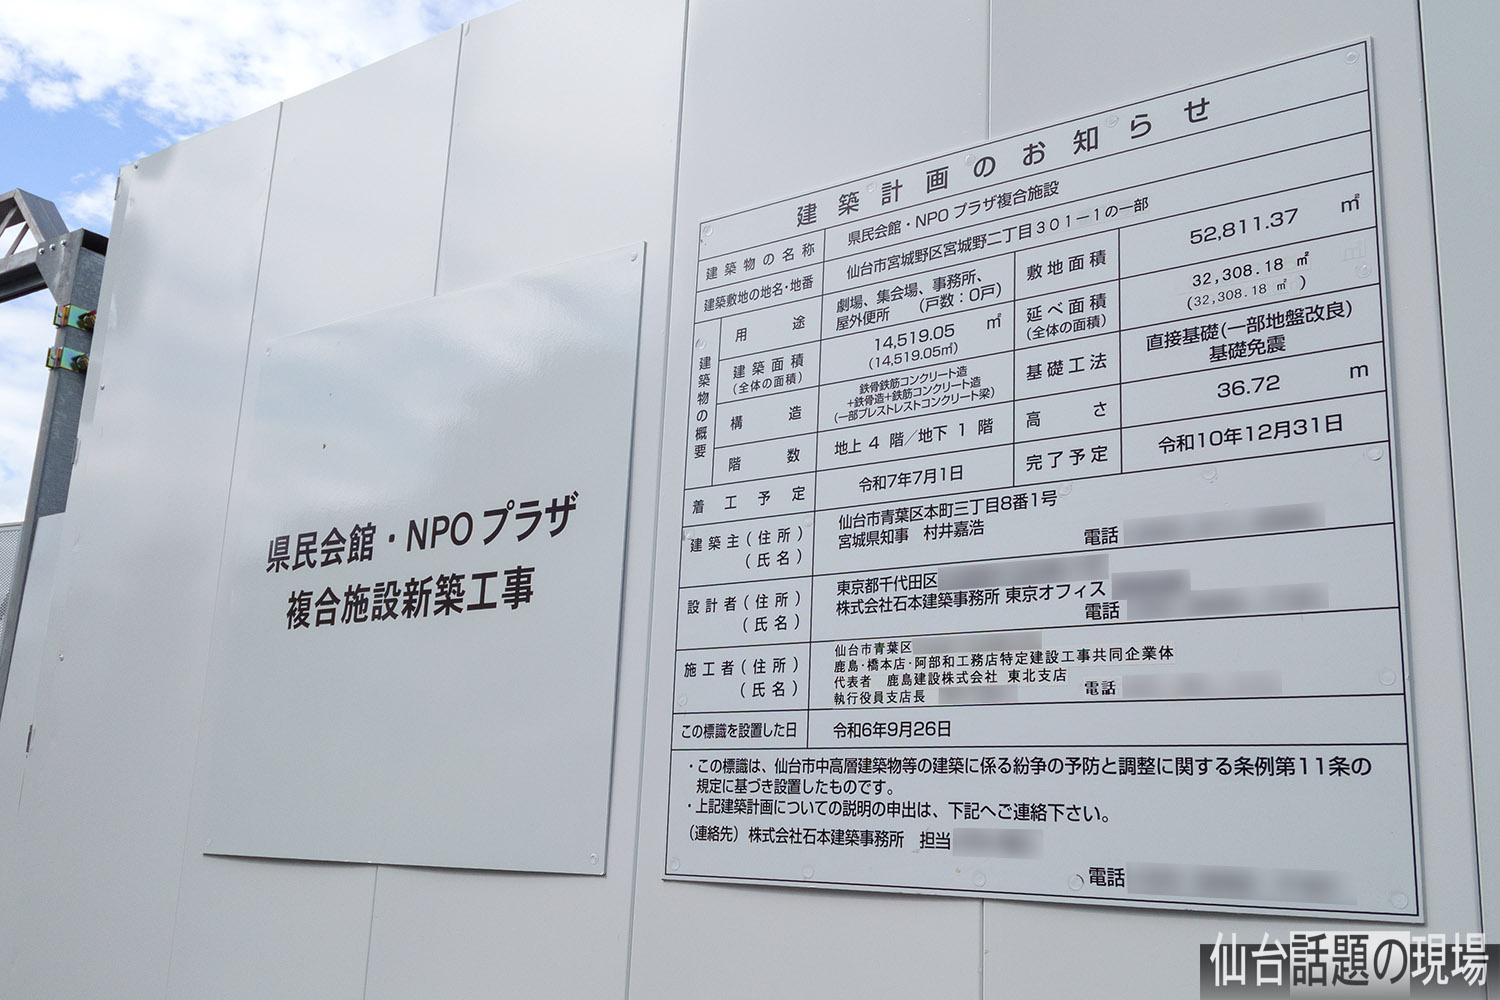 県民会館・NPOプラザ
複合施設新築工事
建築計画のお知らせ
建築物の名称 県民会館・NPOプラザ複合施設
建築敷地の地名・地番 仙台市宮城野区宮城野二丁目301−1の一部
建築物の概要
用途 劇場、集会場、事務所、
屋外便所 (戸数：0戸)
敷地面積 52,811.37 ㎡
建築面積 14,519.05 ㎡
(全体の面積) (14,519.05㎡)
延べ面積 32,308.18 ㎡
(全体の面積) (32,308.18 ㎡ )
構造 鉄骨鉄筋コンクリート造
+鉄骨造+鉄筋コンクリート造
(一部プレストレストコンクリート梁)
基礎工法 直接基礎(一部地盤改良)
基礎免震
階数 地上 4 階／地下 1 階
高さ 36.72 m
着工予定 令和7年7月1日
完了予定 令和10年12月31日
建築主(住所) 仙台市青葉区本町三丁目8番1号
(氏名) 宮城県知事 村井嘉浩 電話
設計者(住所) 東京都千代田区
(氏名) 株式会社石本建築事務所 東京オフィス
電話
施工者(住所) 仙台市青葉区
(氏名) 鹿島・橋本店・阿部和工務店特定建設工事共同企業体
代表者 鹿島建設株式会社 東北支店
執行役員支店長 電話
この標識を設置した日 令和6年9月26日
・この標識は、仙台市中高層建築物等の建築に係る紛争の予防と調整に関する条例第11条の
規定に基づき設置したものです。
・上記建築計画についての説明の申出は、下記へご連絡下さい。
(連絡先) 株式会社石本建築事務所 担当
電話
仙台話題の現場